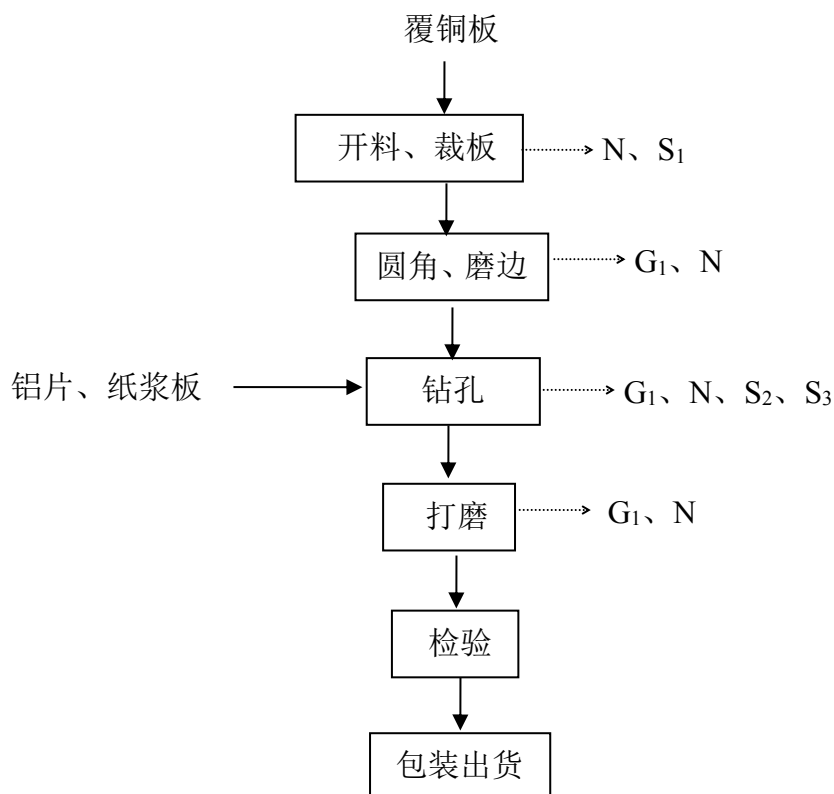 覆铜板
开料、裁板
N、S₁
圆角、磨边
G₁、N
铝片、纸浆板
钻孔
G₁、N、S₂、S₃
打磨
G₁、N
检验
包装出货